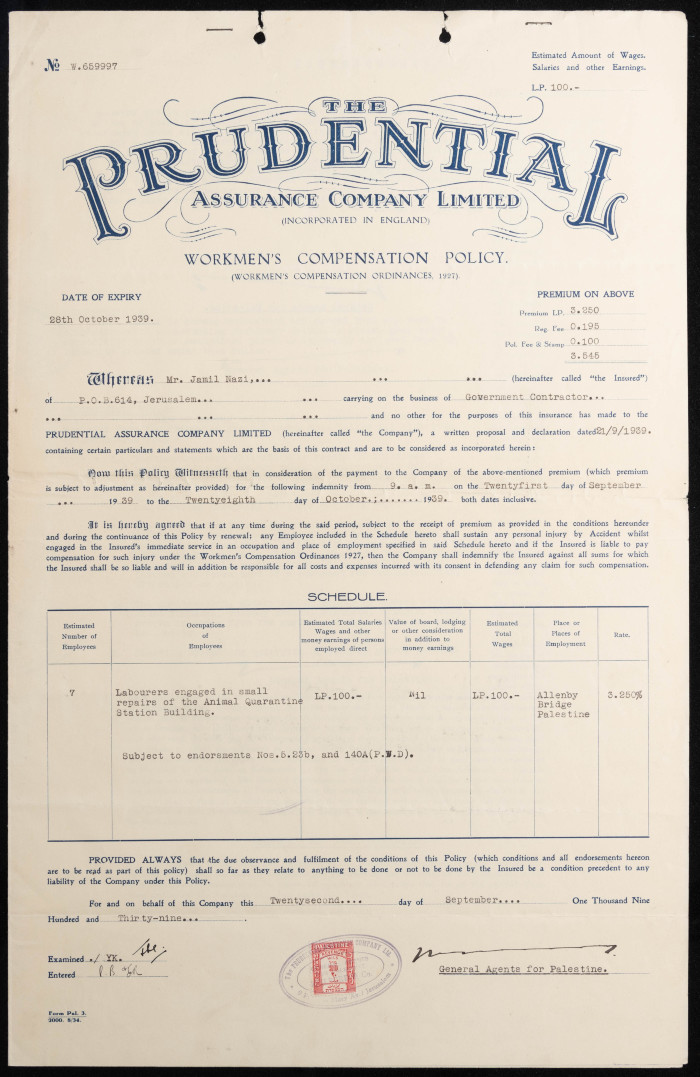 № W.659997
Estimated Amount of Wages.
Salaries and other Earnings.
L.P. 100.-
THE
PRUDENTIAL
ASSURANCE COMPANY LIMITED
(INCORPORATED IN ENGLAND)
WORKMEN'S COMPENSATION POLICY.
(WORKMEN'S COMPENSATION ORDINANCES, 1927).
DATE OF EXPIRY
28th October 1939.
PREMIUM ON ABOVE
Premium LP. 3.250
Reg. Fee 0.195
Pol. Fee & Stamp 0.100
3.545
Whereas Mr. Jamil Nazi,... ... ... (hereinafter called "the Insured")
of P.O.B.614, Jerusalem... ... carrying on the business of Government Contractor...
... ... ... and no other for the purposes of this insurance has made to the
PRUDENTIAL ASSURANCE COMPANY LIMITED (hereinafter called "the Company"), a written proposal and declaration dated 21/9/1939.
containing certain particulars and statements which are the basis of this contract and are to be considered as incorporated herein:
Now this Policy Witnesseth that in consideration of the payment to the Company of the above-mentioned premium (which premium
is subject to adjustment as hereinafter provided) for the following indemnity from 9. a. m. on the Twentyfirst day of September
... 1939 to the Twentyeighth day of October.;....... 1939. both dates inclusive.
It is hereby agreed that if at any time during the said period, subject to the receipt of premium as provided in the conditions hereunder
and during the continuance of this Policy by renewal: any Employee included in the Schedule hereto shall sustain any personal injury by Accident whilst
engaged in the Insured's immediate service in an occupation and place of employment specified in said Schedule hereto and if the Insured is liable to pay
compensation for such injury under the Workmen's Compensation Ordinances 1927, then the Company shall indemnify the Insured against all sums for which
the Insured shall be so liable and will in addition be responsible for all costs and expenses incurred with its consent in defending any claim for such compensation.
SCHEDULE.
Estimated
Number of
Employees
Occupations
of
Employees
Estimated Total Salaries
Wages and other
money earnings of persons
employed direct
Value of board, lodging
or other consideration
in addition to
money earnings
Estimated
Total
Wages
Place or
Places of
Employment
Rate.
7
Labourers engaged in small
repairs of the Animal Quarantine
Station Building.
LP.100.-
Nil
LP.100.-
Allenby
Bridge
Palestine
3.250%
Subject to endorsments Nos.5.23b, and 140A(P.W.D).
PROVIDED ALWAYS that the due observance and fulfilment of the conditions of this Policy (which conditions and all endorsements hereon
are to be read as part of this policy) shall so far as they relate to anything to be done or not to be done by the Insured be a condition precedent to any
liability of the Company under this Policy.
For and on behalf of the Company this Twentysecond.... day of September.... One Thousand Nine
Hundred and Thirty-nine... .
Examined ./ YK.
Entered
General Agents for Palestine.
Form Pal. 3.
3000. 8/34.